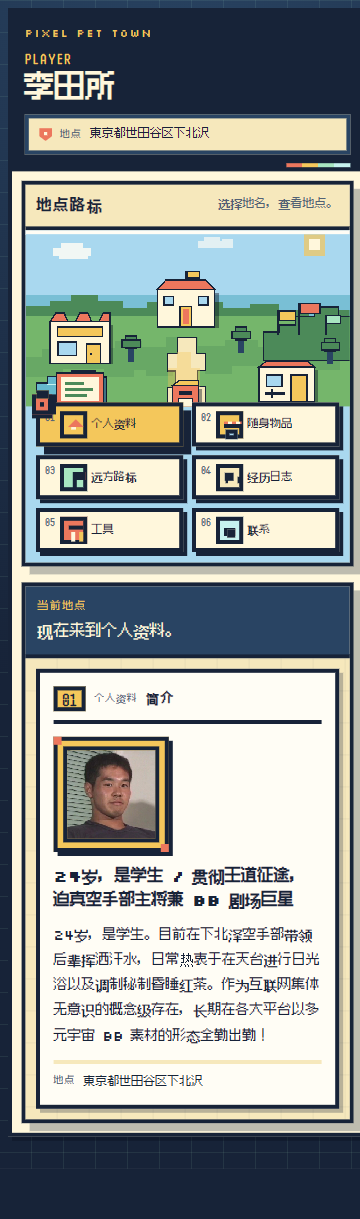 PIXEL PET TOWN
PLAYER
李田所
地点 東京都世田谷区下北沢
地点路标 选择地名，查看地点。
01 个人资料
02 随身物品
03 远方路标
04 经历日志
05 工具
06 联系
当前地点
现在来到个人资料。
01 个人资料 简介
24岁，是学生 / 贯彻王道征途，
迫真空手部主将兼 BB 剧场巨星
24岁，是学生。目前在下北泽空手部带领
后辈挥洒汗水，日常热衷于在天台进行日光
浴以及调制秘制昏睡红茶。作为互联网集体
无意识的概念级存在，长期在各大平台以多
元宇宙 BB 素材的形态全勤出勤！
地点 東京都世田谷区下北沢